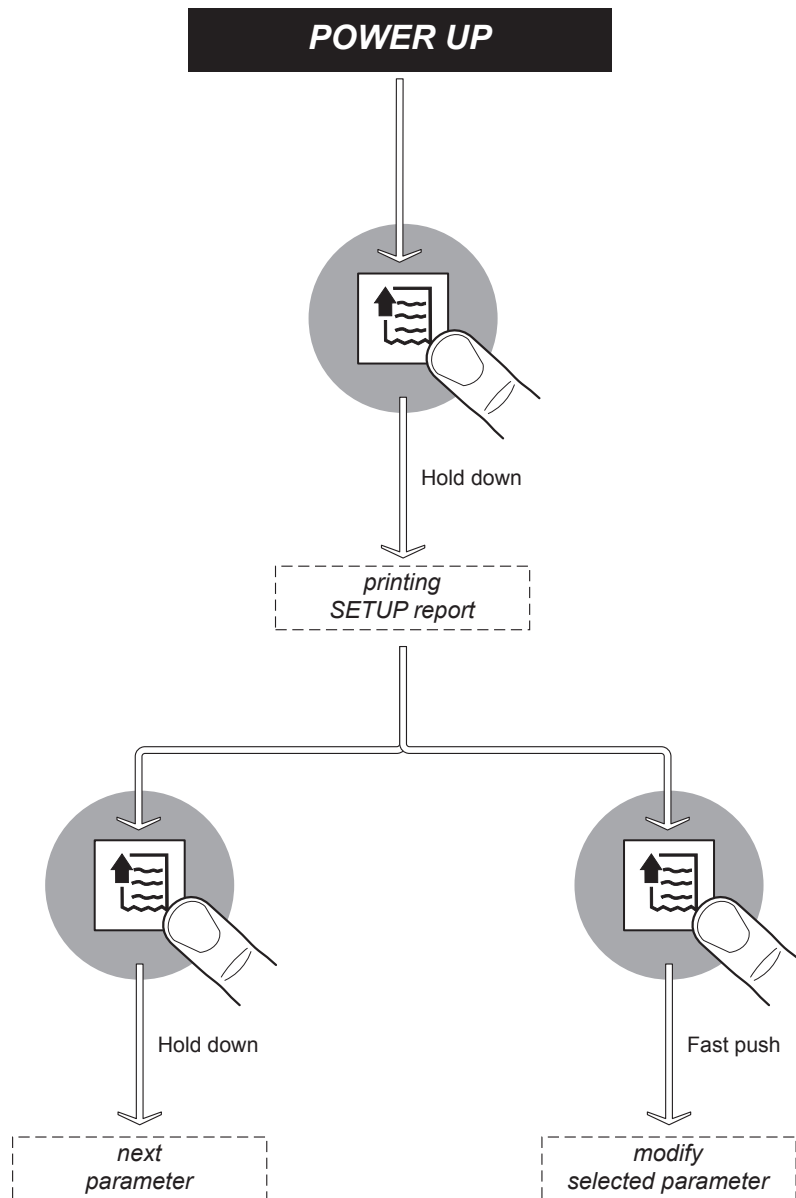 POWER UP
Hold down
printing
SETUP report
Hold down
Fast push
next
parameter
modify
selected parameter